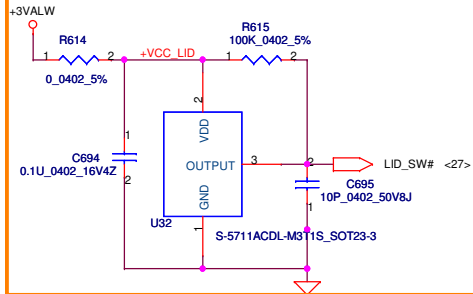 +3VALW
R614
1 2
0_0402_5%
+VCC_LID
R615
100K_0402_5%
1 2
2
VDD
1
C694
0.1U_0402_16V4Z
2
OUTPUT
3
GND
1
U32
2
LID_SW# <27>
C695
10P_0402_50V8J
1
S-5711ACDL-M3T1S_SOT23-3